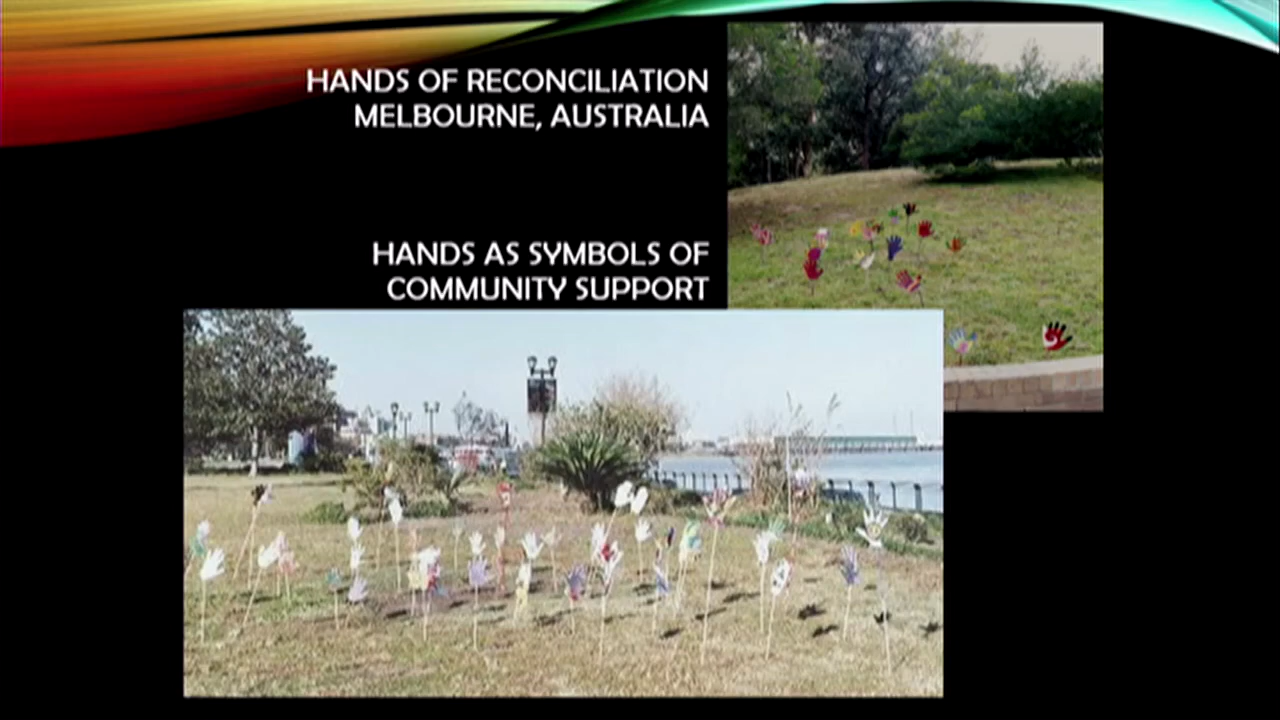 HANDS OF RECONCILIATION
MELBOURNE, AUSTRALIA
HANDS AS SYMBOLS OF
COMMUNITY SUPPORT